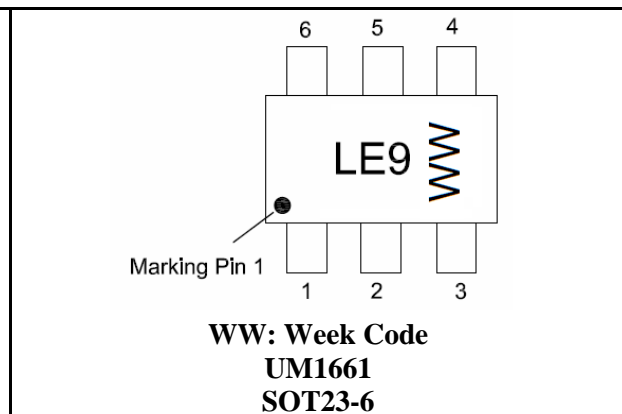 6 5 4
LE9 WW
Marking Pin 1
1 2 3
WW: Week Code
UM1661
SOT23-6